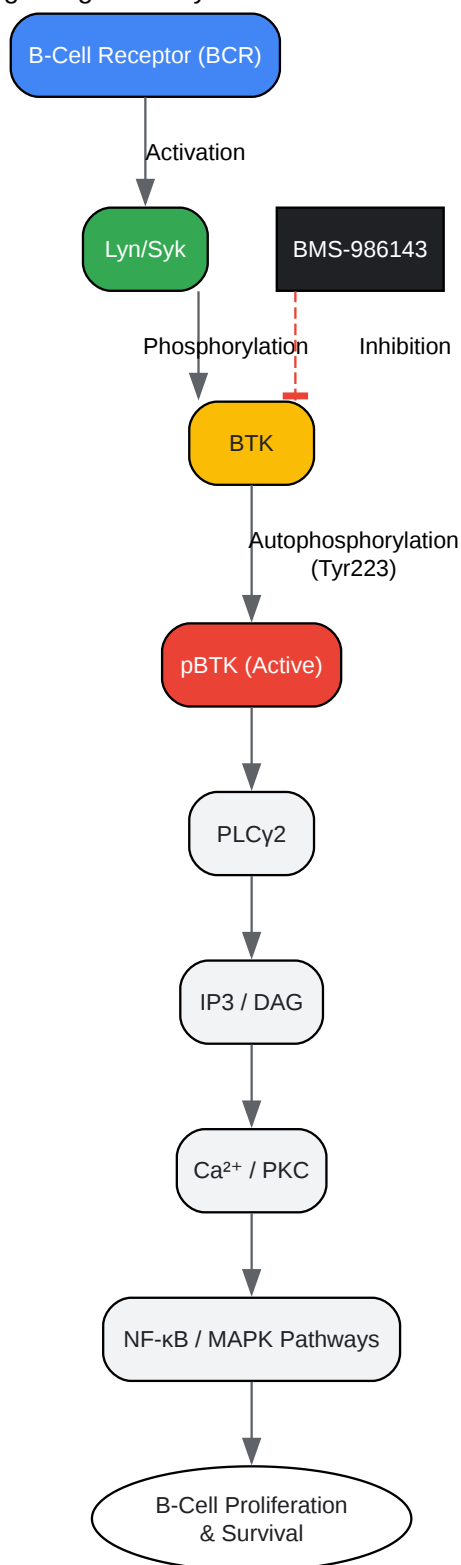 B-Cell Receptor (BCR)
Activation
Lyn/Syk
BMS-986143
Phosphorylation
Inhibition
BTK
Autophosphorylation
(Tyr223)
pBTK (Active)
PLCγ2
IP3 / DAG
Ca²⁺ / PKC
NF-κB / MAPK Pathways
B-Cell Proliferation
& Survival